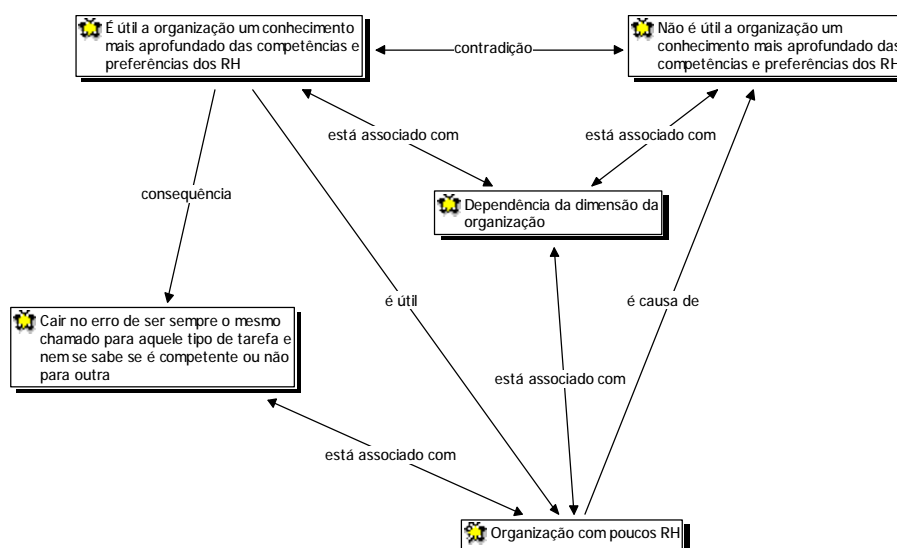 É útil a organização um conhecimento
mais aprofundado das competências e
preferências dos RH
contradição
Não é útil a organização um
conhecimento mais aprofundado das
competências e preferências dos RH
está associado com
está associado com
consequência
Dependência da dimensão da
organização
é útil
é causa de
Cair no erro de ser sempre o mesmo
chamado para aquele tipo de tarefa e
nem se sabe se é competente ou não
para outra
está associado com
está associado com
Organização com poucos RH